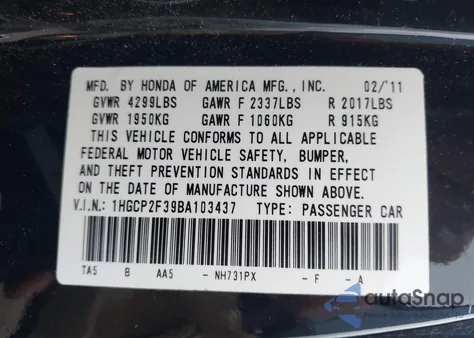 MFD. BY HONDA OF AMERICA MFG., INC. 02/'11
GVWR 4299LBS GAWR F 2337LBS R 2017LBS
GVWR 1950KG GAWR F 1060KG R 915KG
THIS VEHICLE CONFORMS TO ALL APPLICABLE
FEDERAL MOTOR VEHICLE SAFETY, BUMPER,
AND THEFT PREVENTION STANDARDS IN EFFECT
ON THE DATE OF MANUFACTURE SHOWN ABOVE.
V.I.N.: 1HGCP2F39BA103437 TYPE: PASSENGER CAR
TA5 B AA5 - NH731PX - F - A
autaSnap